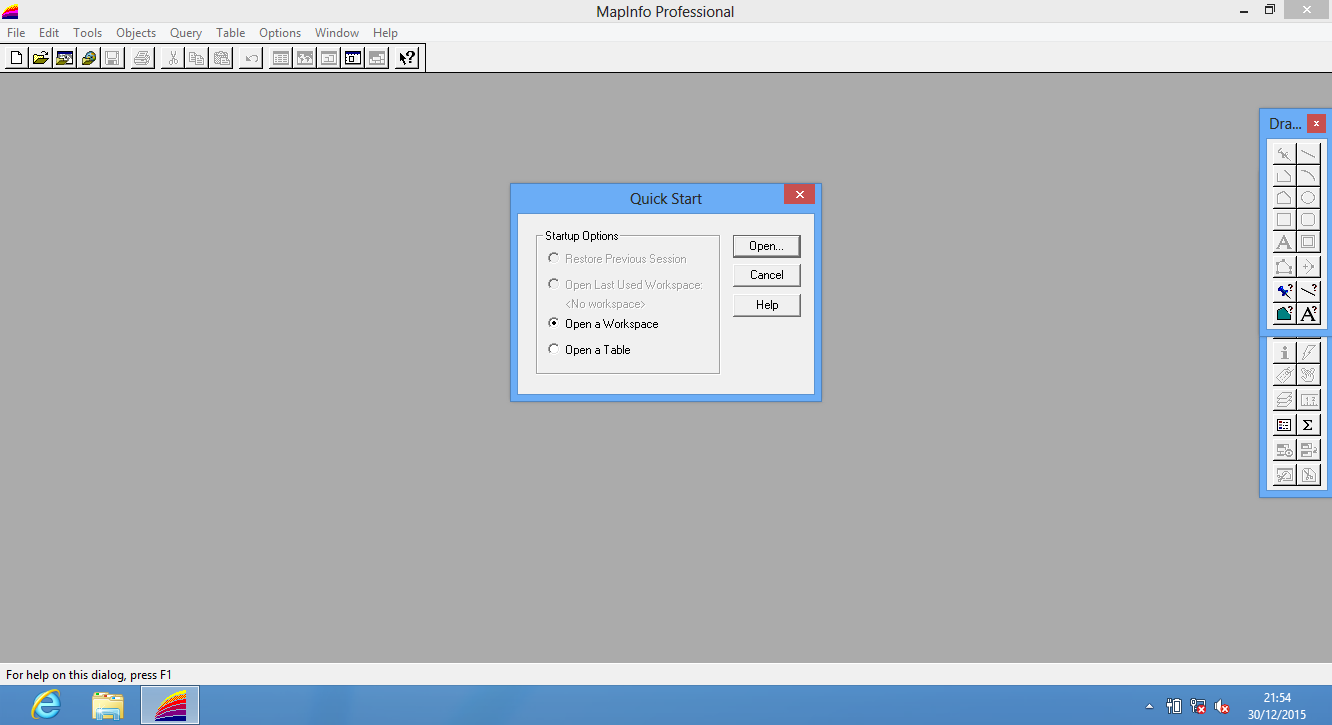 MapInfo Professional
File Edit Tools Objects Query Table Options Window Help
Dra...
Quick Start
Startup Options
Restore Previous Session
Open Last Used Workspace:
<No workspace>
Open a Workspace
Open a Table
Open...
Cancel
Help
For help on this dialog, press F1
21:54
30/12/2015